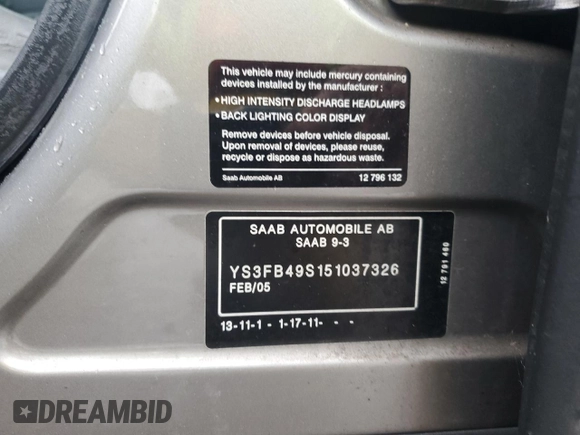 This vehicle may include mercury containing
devices installed by the manufacturer :
•HIGH INTENSITY DISCHARGE HEADLAMPS
•BACK LIGHTING COLOR DISPLAY
Remove devices before vehicle disposal.
Upon removal of devices, please reuse,
recycle or dispose as hazardous waste.
Saab Automobile AB 12 796 132
SAAB AUTOMOBILE AB
SAAB 9-3
YS3FB49S151037326
FEB/05
13-11-1 - 1-17-11- - -
12 791 460
DREAMBID